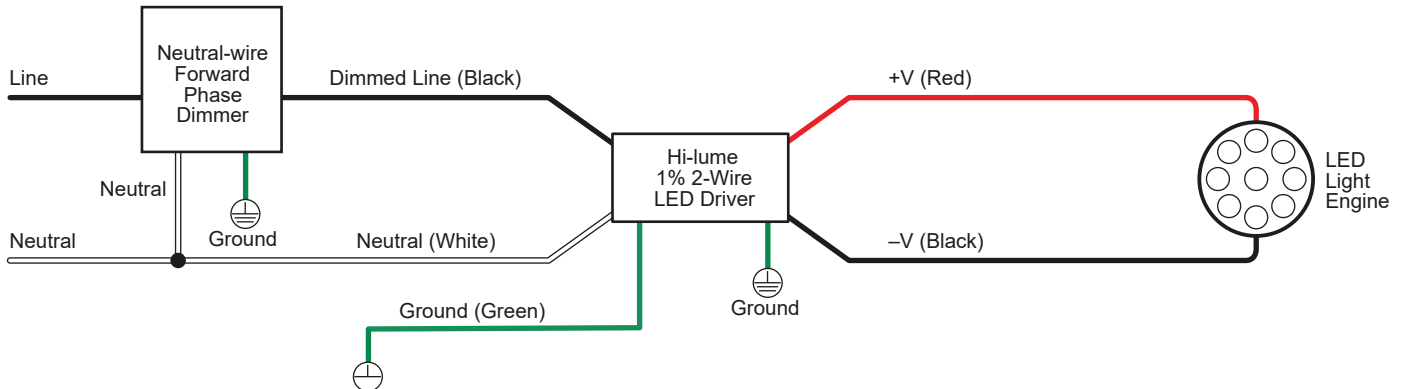 Neutral-wire
Forward
Phase
Dimmer
Line
Dimmed Line (Black)
+V (Red)
Hi-lume
1% 2-Wire
LED Driver
LED
Light
Engine
Neutral
Ground
Neutral
Neutral (White)
–V (Black)
Ground
Ground (Green)